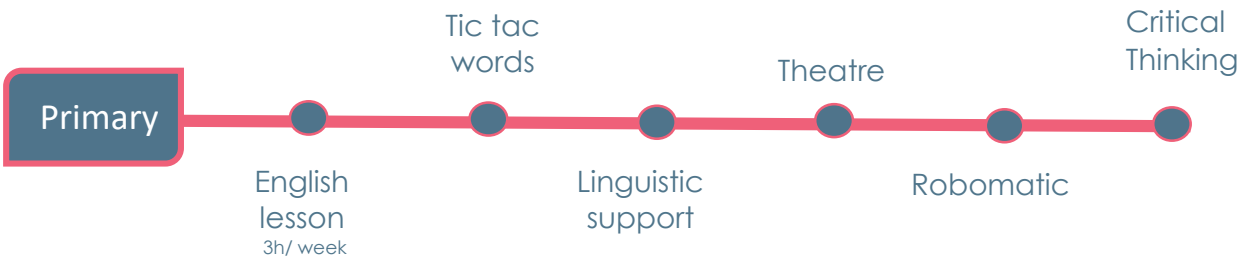 Primary
English
lesson
3h/ week
Tic tac
words
Linguistic
support
Theatre
Robomatic
Critical
Thinking